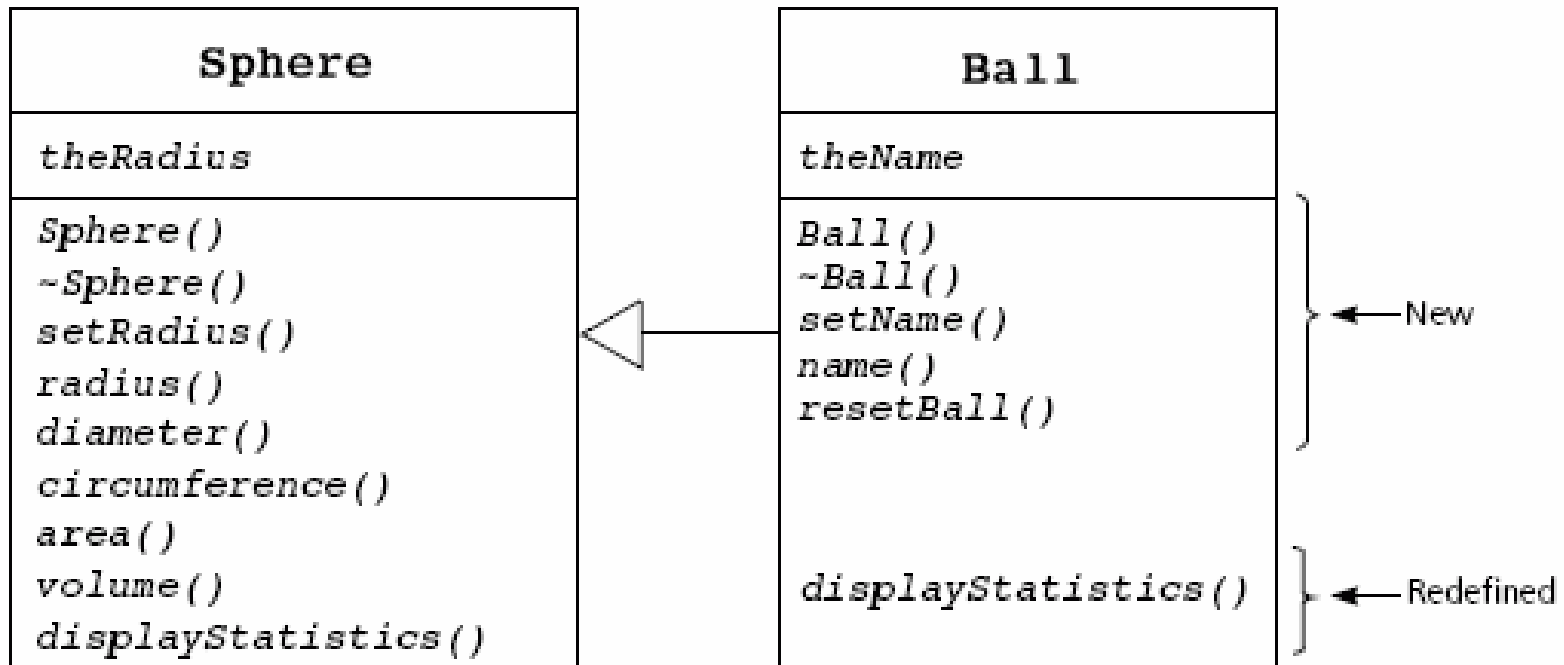 Sphere
theRadius
Sphere()
~Sphere()
setRadius()
radius()
diameter()
circumference()
area()
volume()
displayStatistics()
Ball
theName
Ball()
~Ball()
setName()
name()
resetBall()
displayStatistics()
New
Redefined